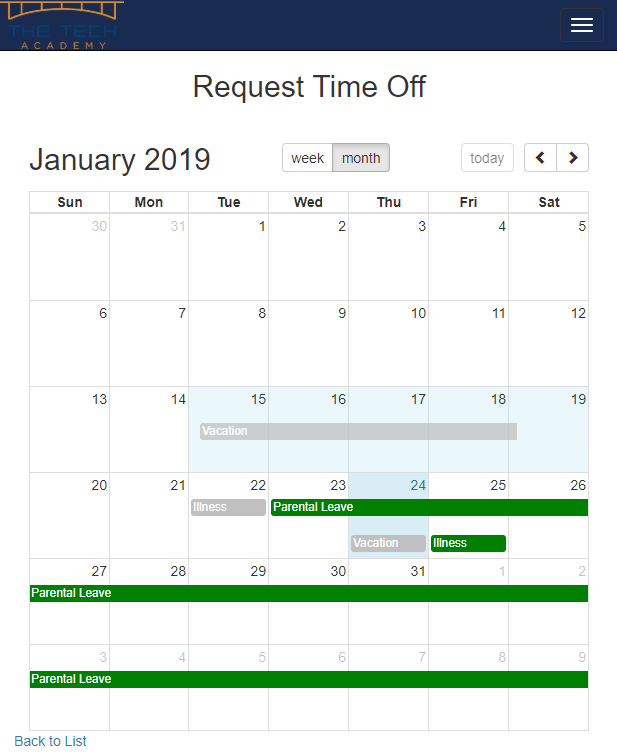 THE TECH
ACADEMY
Request Time Off
January 2019 week month today
Sun Mon Tue Wed Thu Fri Sat
30 31 1 2 3 4 5
6 7 8 9 10 11 12
13 14 15 16 17 18 19
Vacation
20 21 22 23 24 25 26
Illness Parental Leave
Vacation Illness
27 28 29 30 31 1 2
Parental Leave
3 4 5 6 7 8 9
Parental Leave
Back to List